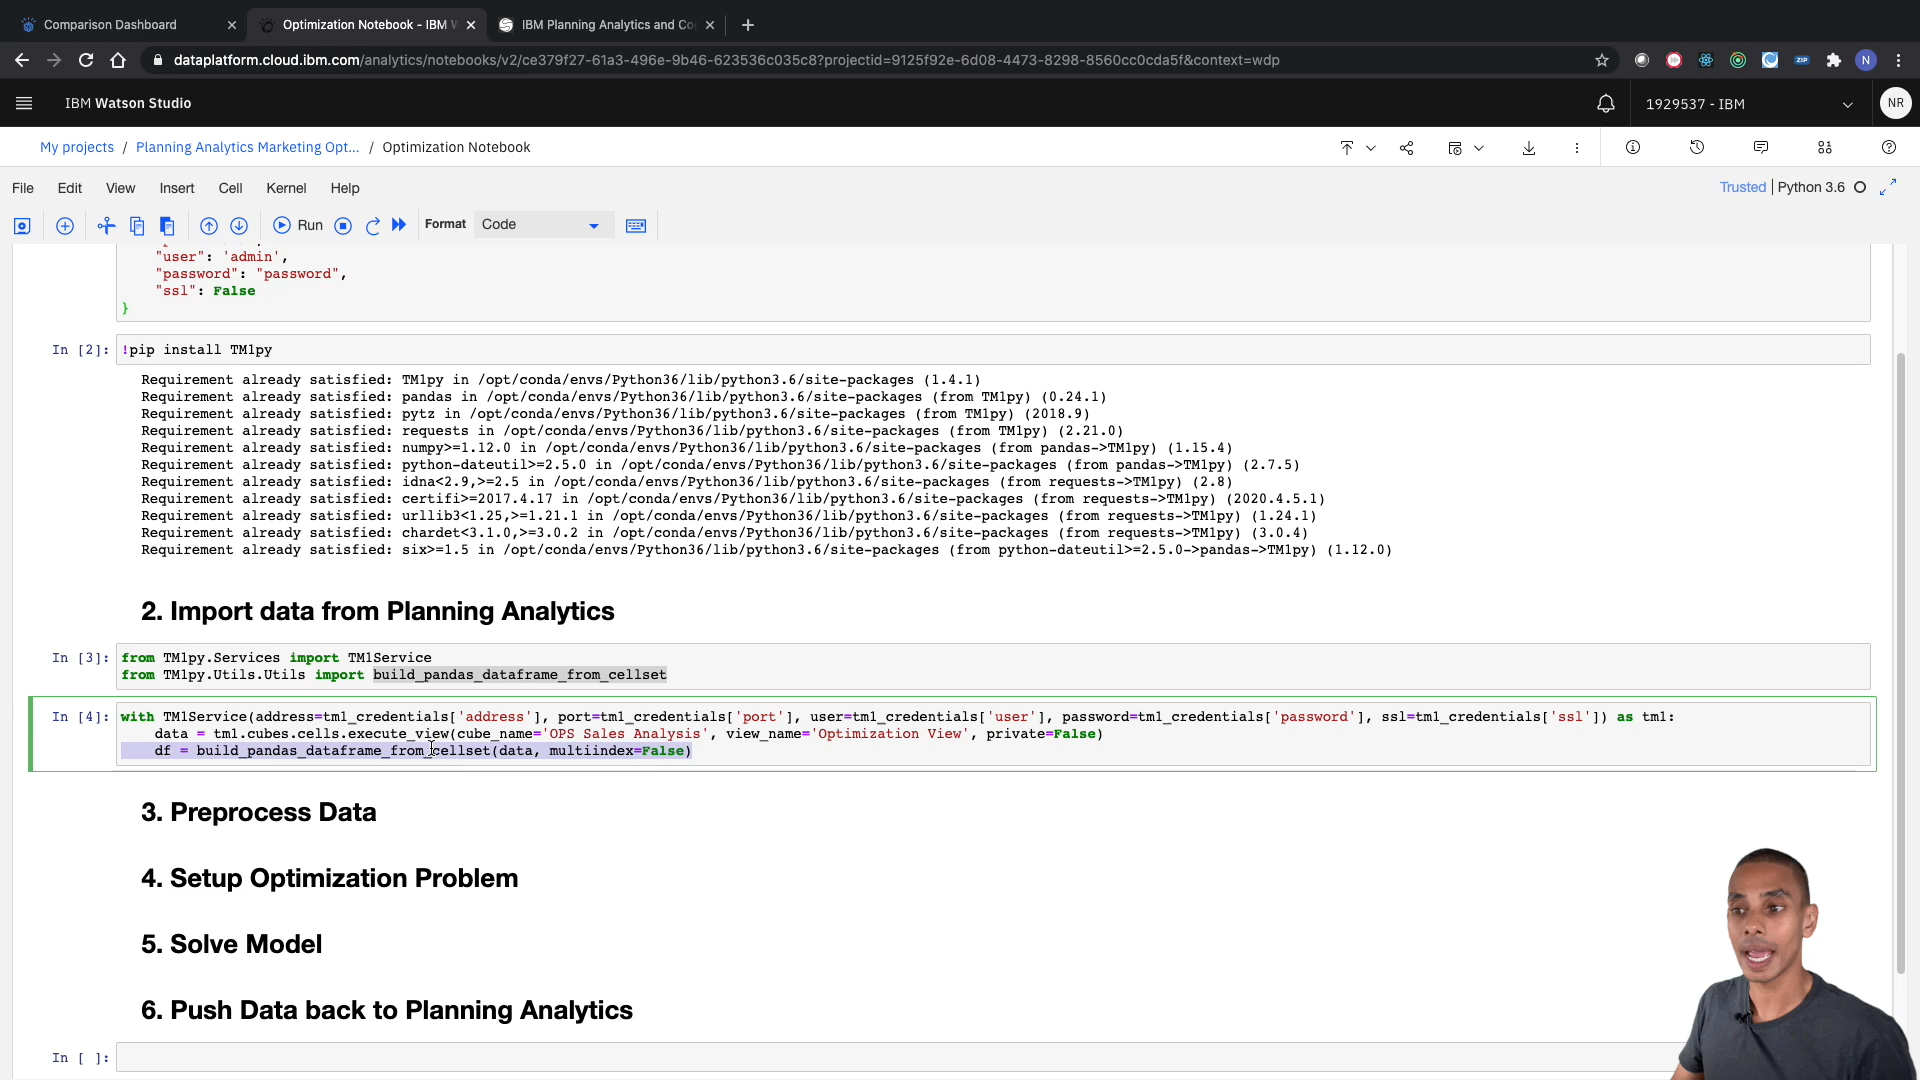 Comparison Dashboard
Optimization Notebook - IBM W
IBM Planning Analytics and Co
dataplatform.cloud.ibm.com/analytics/notebooks/v2/ce379f27-61a3-496e-9b46-623536c035c8?projectid=9125f92e-6d08-4473-8298-8560cc0cda5f&context=wdp
ZIP
N
IBM Watson Studio
1929537 - IBM
NR
My projects / Planning Analytics Marketing Opt... / Optimization Notebook
File Edit View Insert Cell Kernel Help
Trusted | Python 3.6
Run
Format
Code
"user": 'admin',
"password": "password",
"ssl": False
}
In [2]: !pip install TM1py
Requirement already satisfied: TM1py in /opt/conda/envs/Python36/lib/python3.6/site-packages (1.4.1)
Requirement already satisfied: pandas in /opt/conda/envs/Python36/lib/python3.6/site-packages (from TM1py) (0.24.1)
Requirement already satisfied: pytz in /opt/conda/envs/Python36/lib/python3.6/site-packages (from TM1py) (2018.9)
Requirement already satisfied: requests in /opt/conda/envs/Python36/lib/python3.6/site-packages (from TM1py) (2.21.0)
Requirement already satisfied: numpy>=1.12.0 in /opt/conda/envs/Python36/lib/python3.6/site-packages (from pandas->TM1py) (1.15.4)
Requirement already satisfied: python-dateutil>=2.5.0 in /opt/conda/envs/Python36/lib/python3.6/site-packages (from pandas->TM1py) (2.7.5)
Requirement already satisfied: idna<2.9,>=2.5 in /opt/conda/envs/Python36/lib/python3.6/site-packages (from requests->TM1py) (2.8)
Requirement already satisfied: certifi>=2017.4.17 in /opt/conda/envs/Python36/lib/python3.6/site-packages (from requests->TM1py) (2020.4.5.1)
Requirement already satisfied: urllib3<1.25,>=1.21.1 in /opt/conda/envs/Python36/lib/python3.6/site-packages (from requests->TM1py) (1.24.1)
Requirement already satisfied: chardet<3.1.0,>=3.0.2 in /opt/conda/envs/Python36/lib/python3.6/site-packages (from requests->TM1py) (3.0.4)
Requirement already satisfied: six>=1.5 in /opt/conda/envs/Python36/lib/python3.6/site-packages (from python-dateutil>=2.5.0->pandas->TM1py) (1.12.0)
2. Import data from Planning Analytics
In [3]: from TM1py.Services import TM1Service
from TM1py.Utils.Utils import build_pandas_dataframe_from_cellset
In [4]: with TM1Service(address=tm1_credentials['address'], port=tm1_credentials['port'], user=tm1_credentials['user'], password=tm1_credentials['password'], ssl=tm1_credentials['ssl']) as tm1:
data = tm1.cubes.cells.execute_view(cube_name='OPS Sales Analysis', view_name='Optimization View', private=False)
df = build_pandas_dataframe_from_cellset(data, multiindex=False)
3. Preprocess Data
4. Setup Optimization Problem
5. Solve Model
6. Push Data back to Planning Analytics
In [ ]: